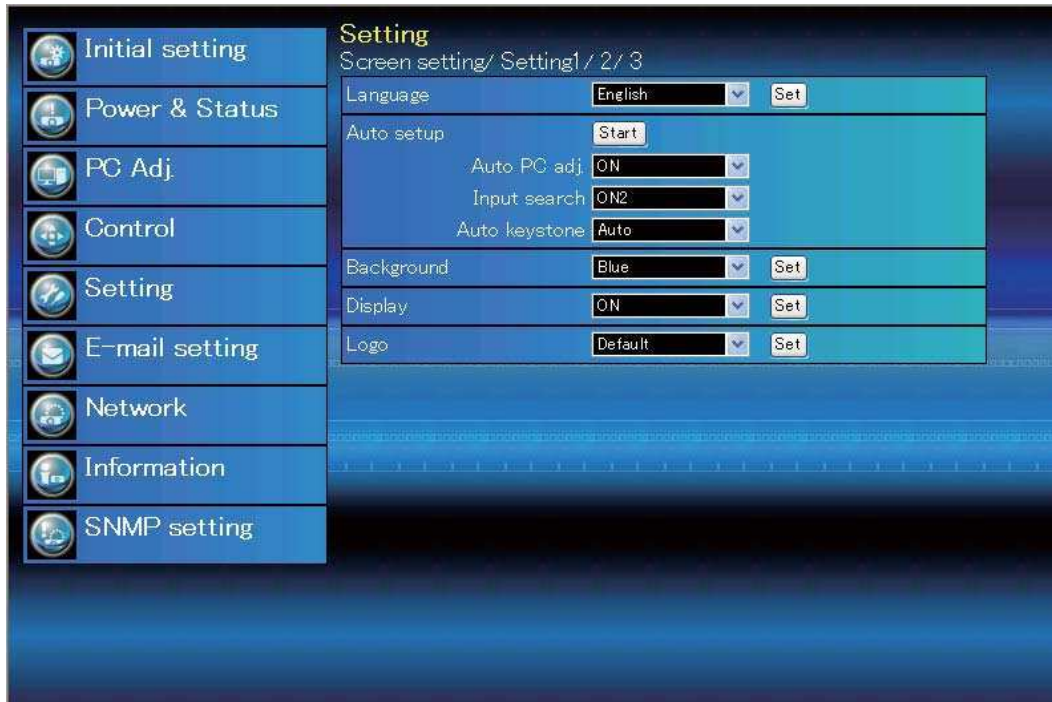 Initial setting
Power & Status
PC Adj.
Control
Setting
E-mail setting
Network
Information
SNMP setting
Setting
Screen setting/ Setting1/ 2/ 3
Language English Set
Auto setup Start
Auto PC adj. ON
Input search ON2
Auto keystone Auto
Background Blue Set
Display ON Set
Logo Default Set